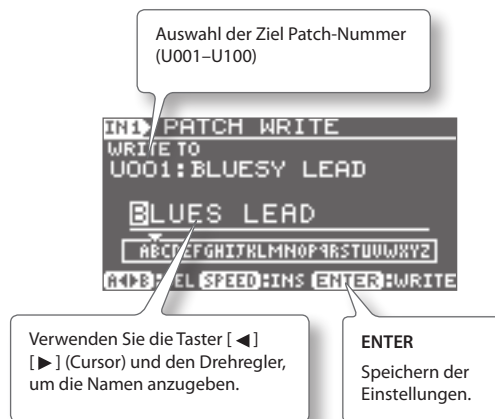 Auswahl der Ziel Patch-Nummer
(U001–U100)
IN1 PATCH WRITE
WRITE TO
U001:BLUESY LEAD
BLUES LEAD
ABCDEFGHIJKLMNOPQRSTUVWXYZ
[A◀▶B]:SEL [SPEED]:INS [ENTER]:WRITE
Verwenden Sie die Taster [ ◀ ]
[ ▶ ] (Cursor) und den Drehregler,
um die Namen anzugeben.
ENTER
Speichern der
Einstellungen.